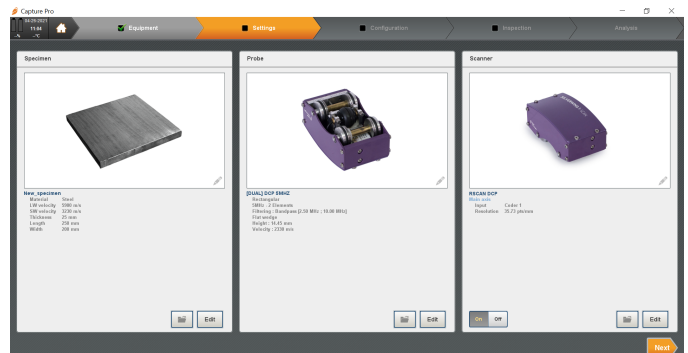 Capture Pro
04-20-2021
11:04
-%
-°C
Equipment
Settings
Configuration
Inspection
Analysis
Specimen
Probe
Scanner
New_specimen
Material Steel
LW velocity 5900 m/s
SW velocity 3230 m/s
Thickness 25 mm
Length 250 mm
Width 200 mm
[DUAL] DCP 5MHZ
Rectangular
5MHz - 2 Elements
Filtering : Bandpass [2.50 MHz ; 10.00 MHz]
Flat wedge
Height : 14.45 mm
Velocity : 2330 m/s
RSCAN DCP
Main axis
Input Coder 1
Resolution 35.73 pts/mm
Edit
Edit
On Off
Edit
Next